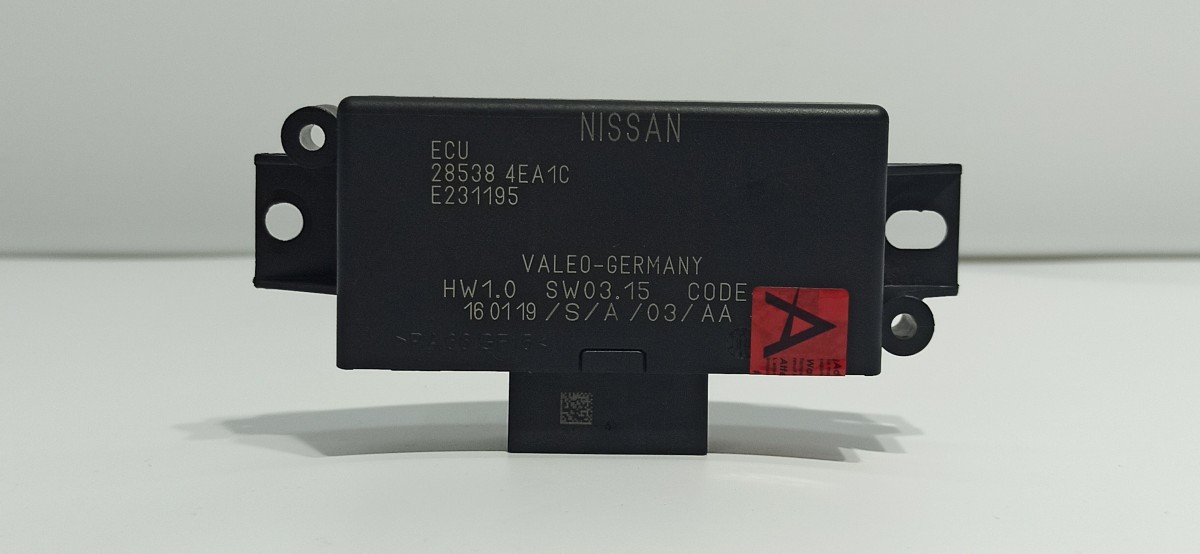 NISSAN
ECU
28538 4EA1C
E231195
VALEO-GERMANY
HW1.0 SW03.15 CODE
160119/S/A/03/AA
A